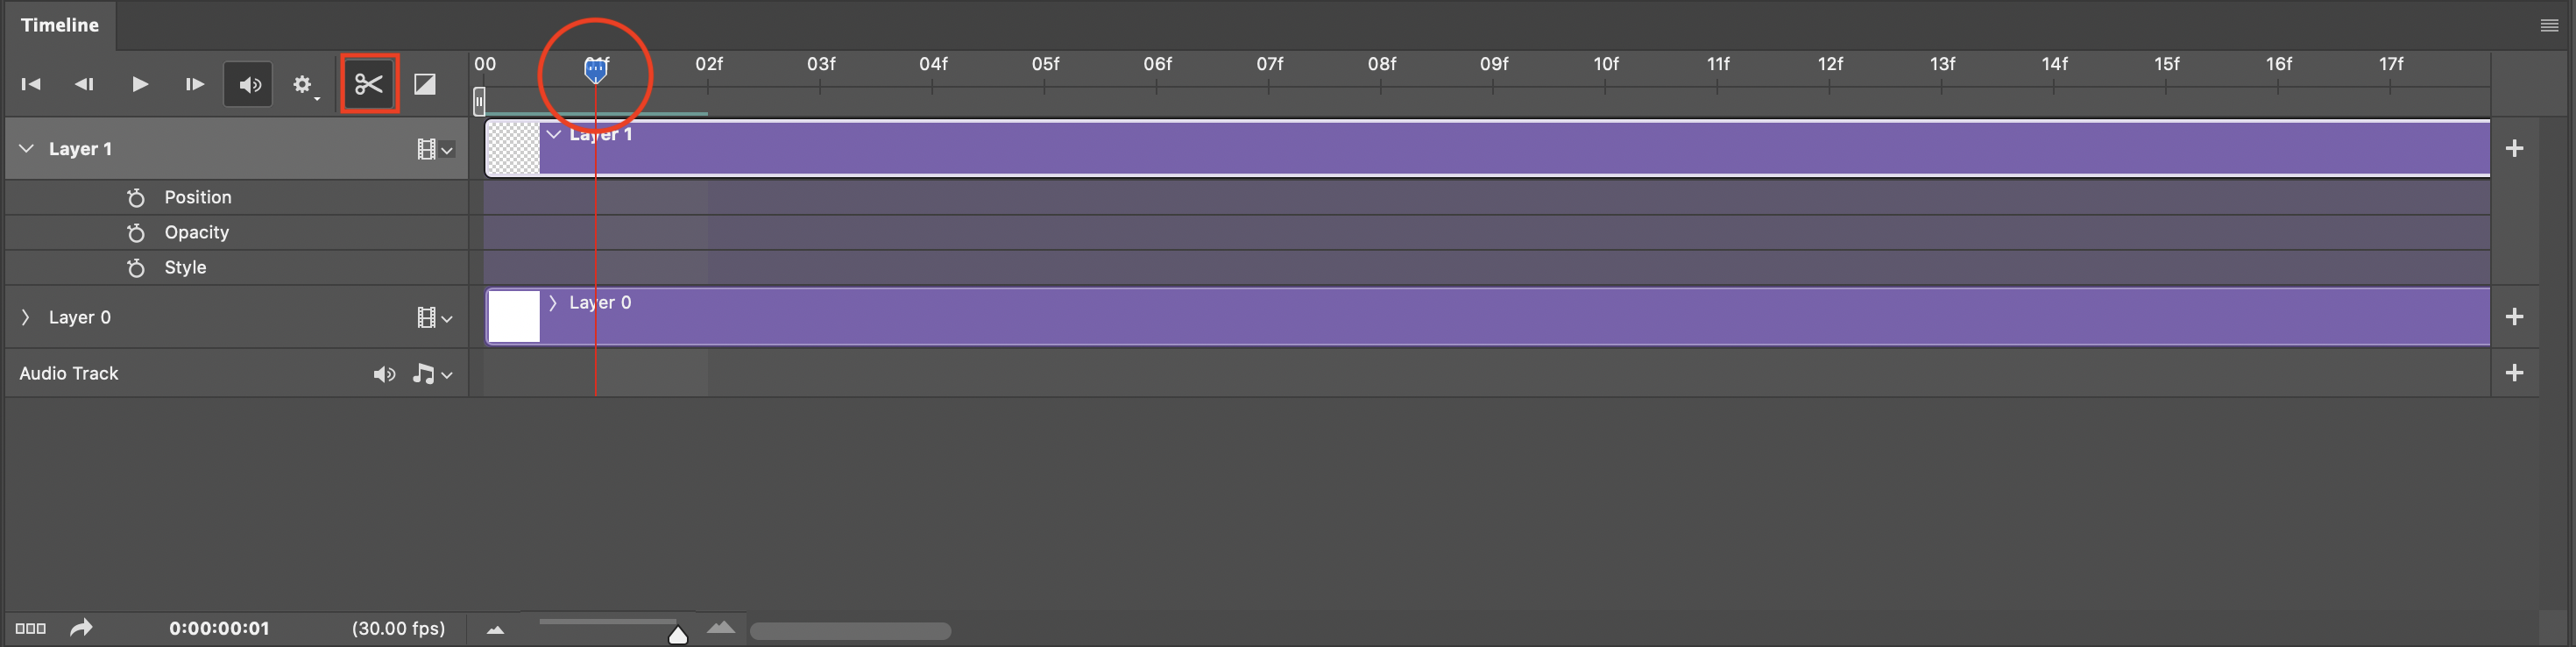 Timeline
00 01f 02f 03f 04f 05f 06f 07f 08f 09f 10f 11f 12f 13f 14f 15f 16f 17f
Layer 1
Layer 1
Position
Opacity
Style
Layer 0
Layer 0
Audio Track
0:00:00:01 (30.00 fps)